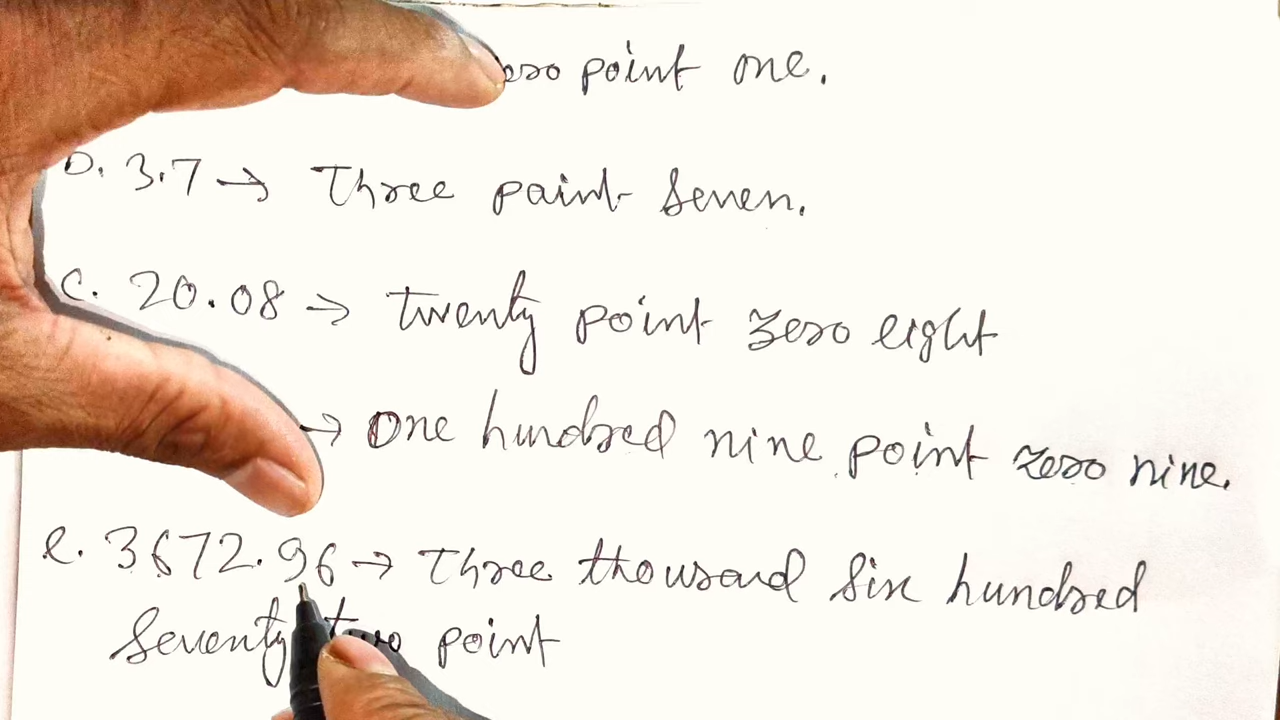 point one.
3.7 → Three paint Seven.
C. 20.08 → twenty point zero eight
→ One hundred nine point zero nine.
e. 3672.96 → Three thousand Six hundred
Seventy two point